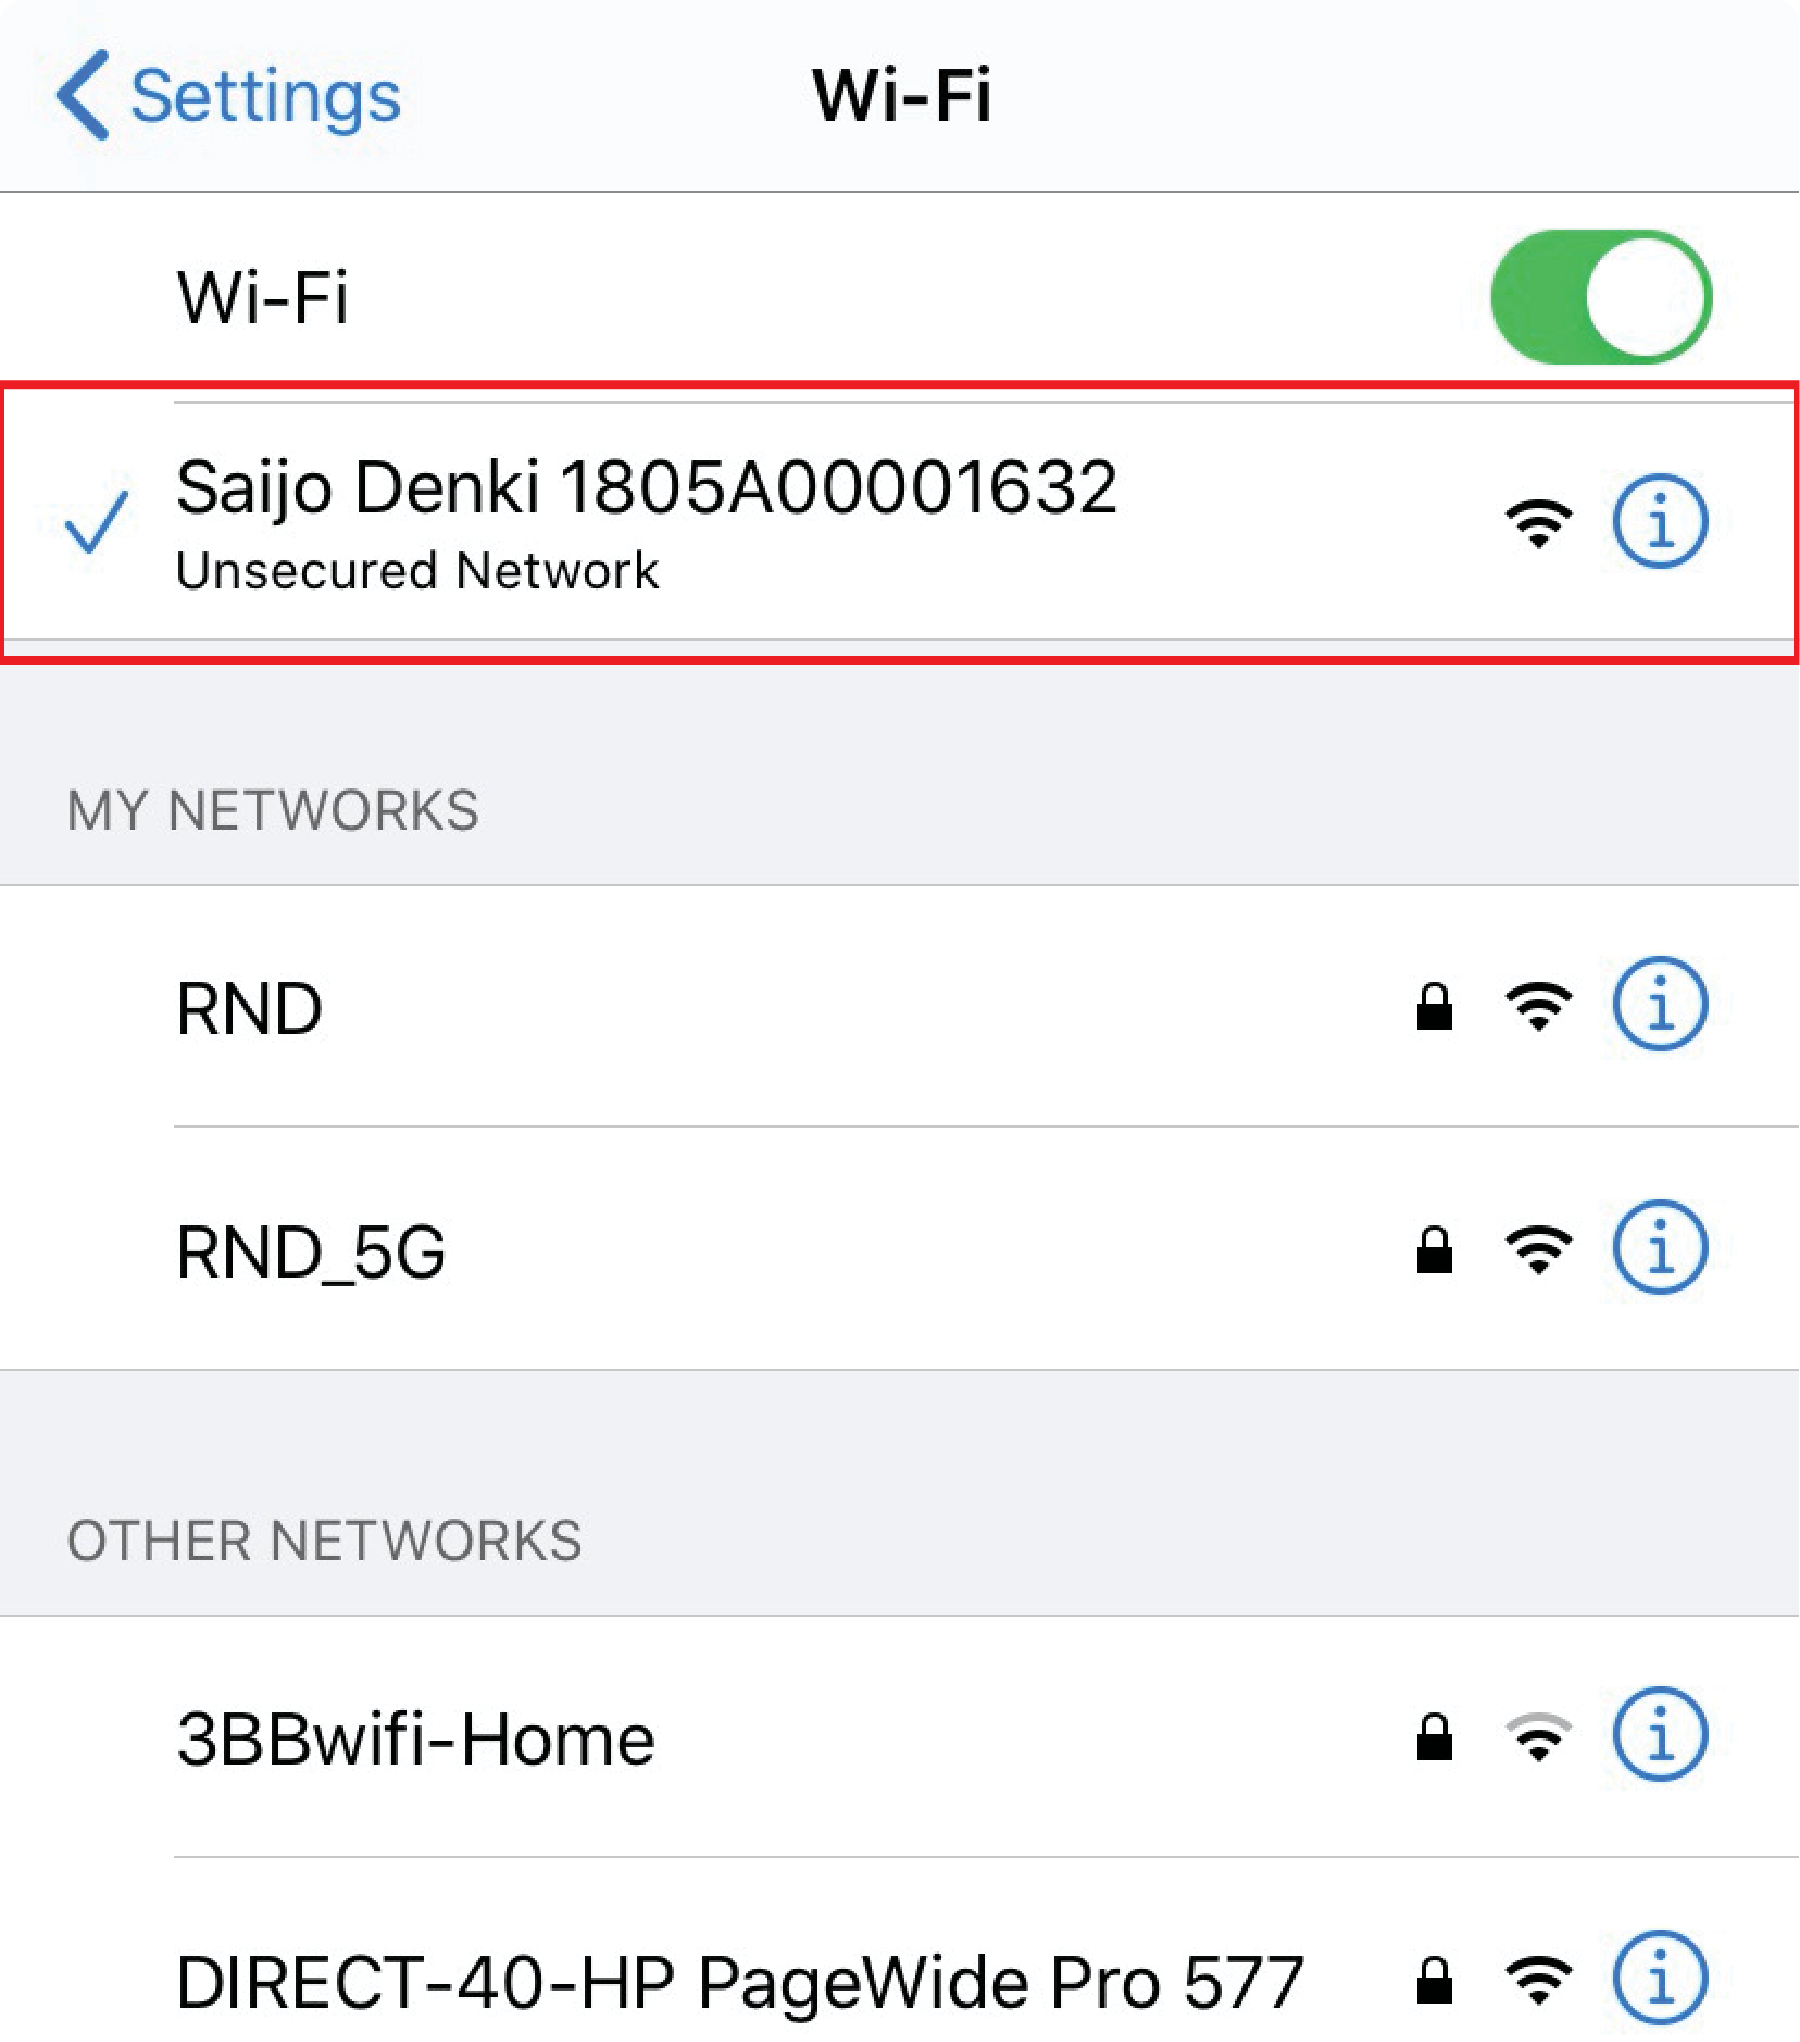 Settings
Wi-Fi
Wi-Fi
Saijo Denki 1805A00001632
Unsecured Network
MY NETWORKS
RND
RND_5G
OTHER NETWORKS
3BBwifi-Home
DIRECT-40-HP PageWide Pro 577